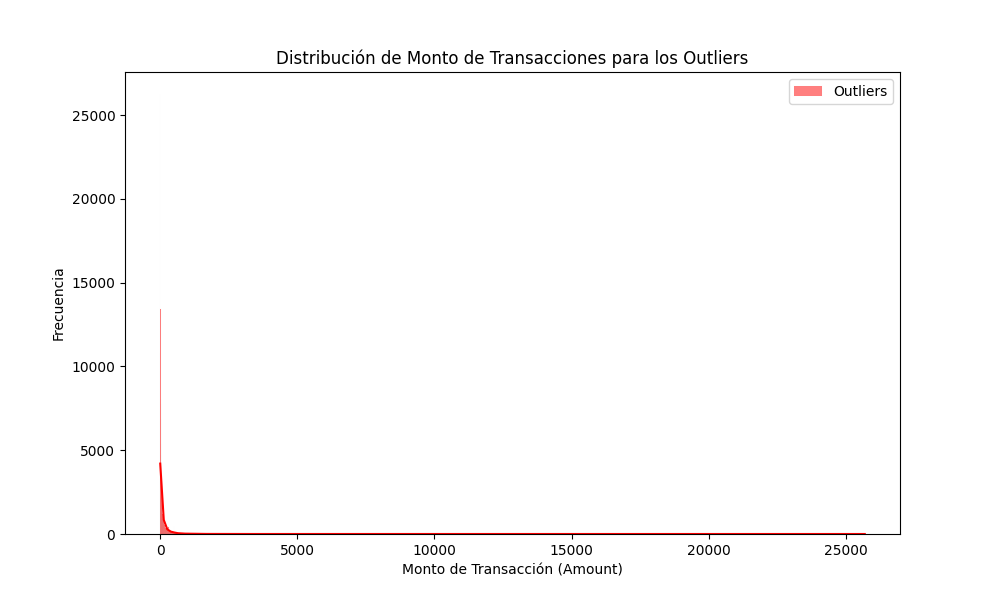 Distribución de Monto de Transacciones para los Outliers
Outliers
25000
20000
15000
10000
5000
0
Frecuencia
0 5000 10000 15000 20000 25000
Monto de Transacción (Amount)